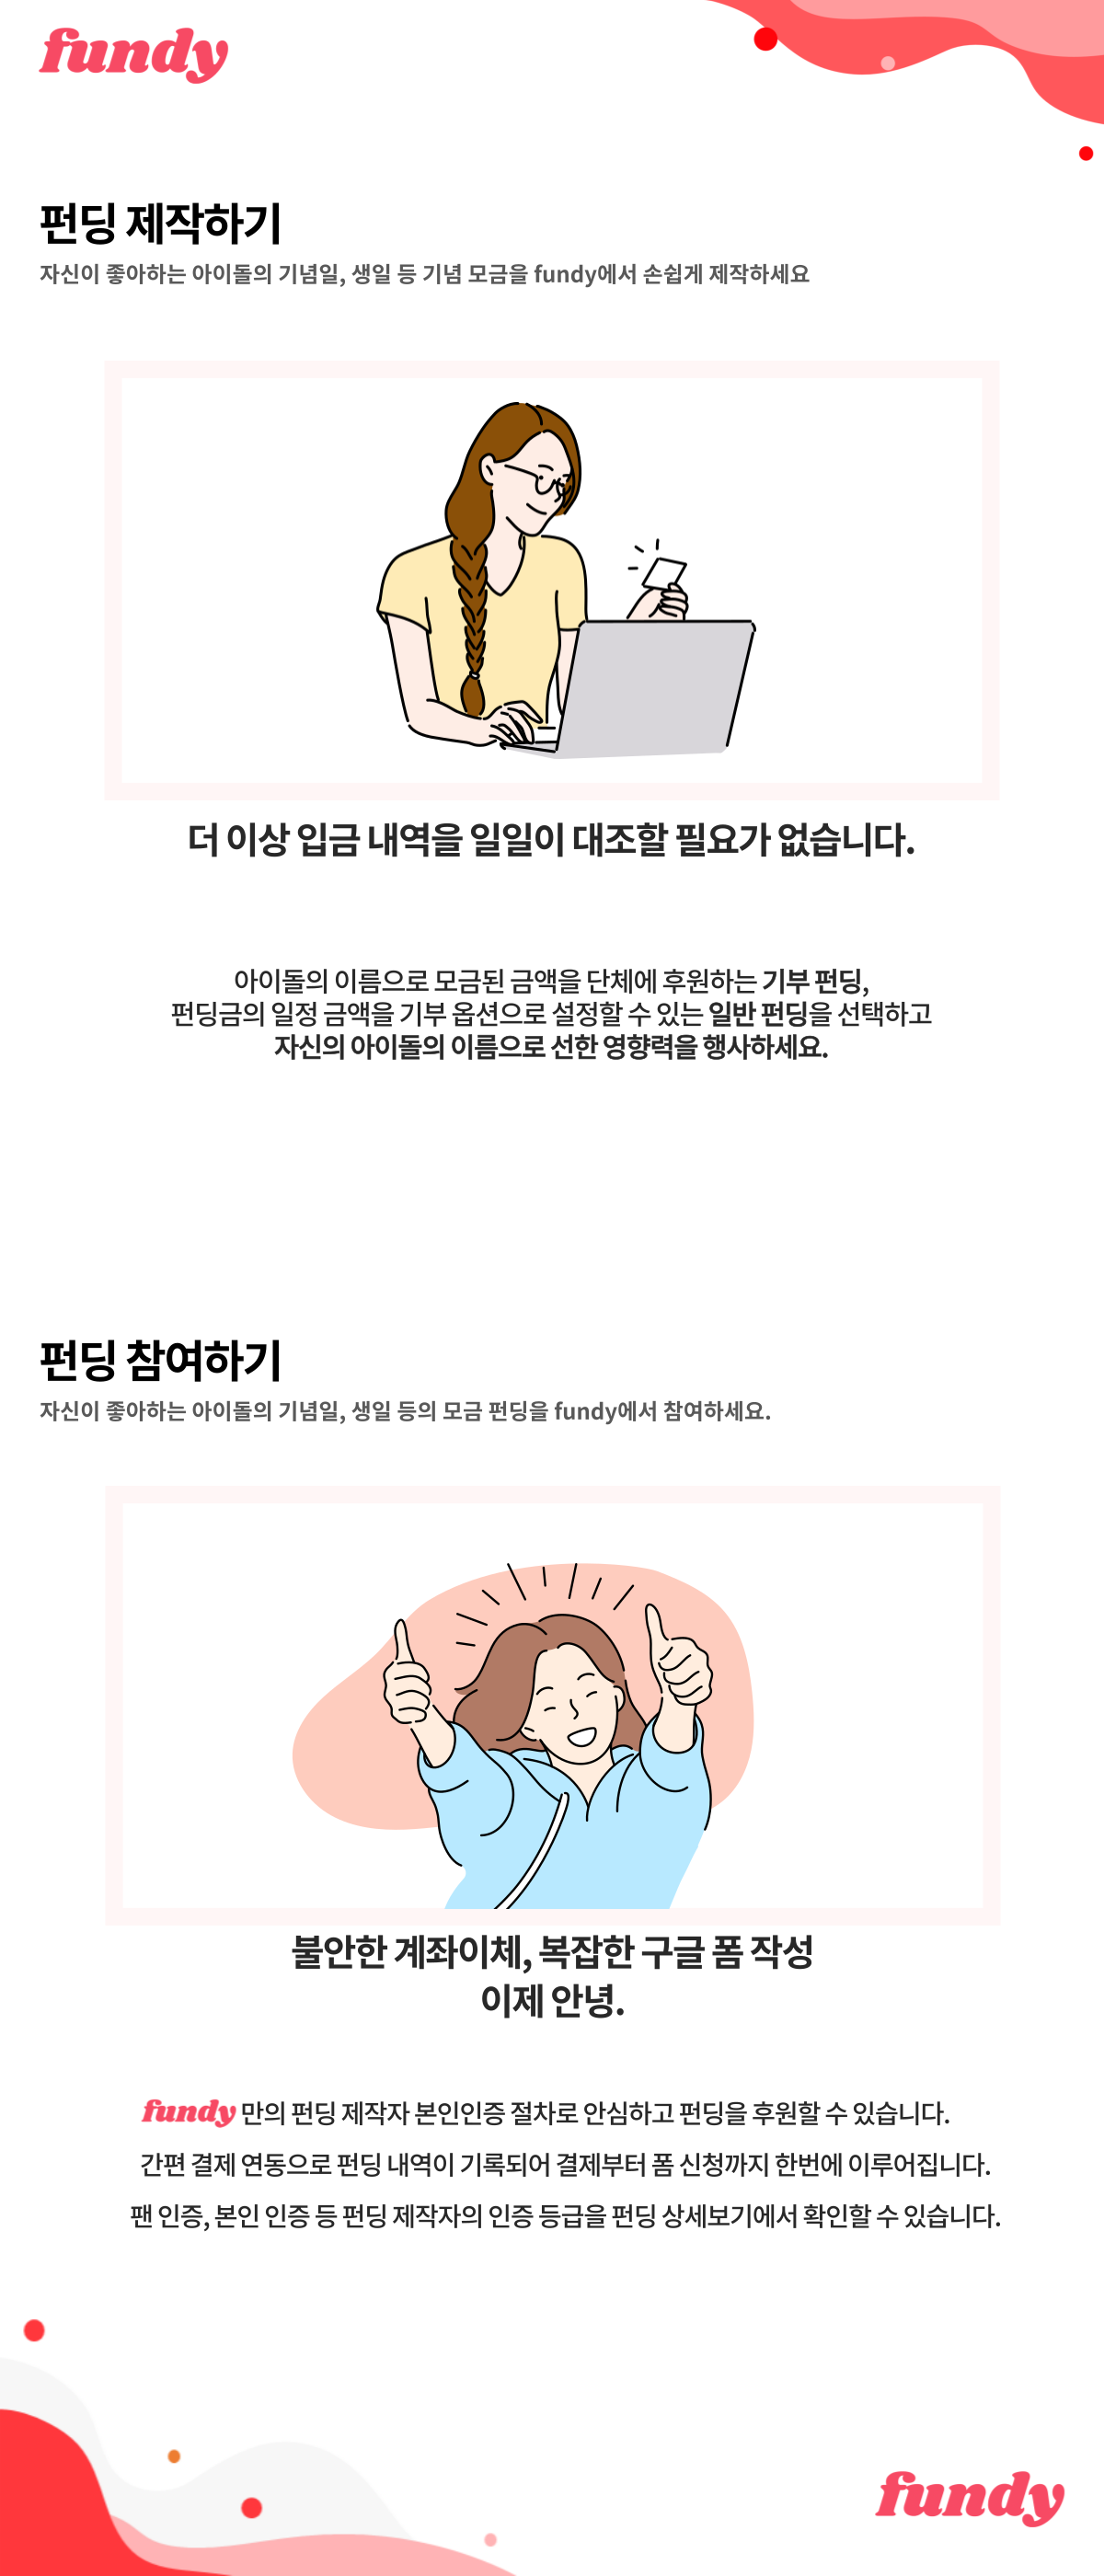 fundy
펀딩 제작하기
자신이 좋아하는 아이돌의 기념일, 생일 등 기념 모금을 fundy에서 손쉽게 제작하세요
더 이상 입금 내역을 일일이 대조할 필요가 없습니다.
아이돌의 이름으로 모금된 금액을 단체에 후원하는 기부 펀딩,
펀딩금의 일정 금액을 기부 옵션으로 설정할 수 있는 일반 펀딩을 선택하고
자신의 아이돌의 이름으로 선한 영향력을 행사하세요.
펀딩 참여하기
자신이 좋아하는 아이돌의 기념일, 생일 등의 모금 펀딩을 fundy에서 참여하세요.
불안한 계좌이체, 복잡한 구글 폼 작성
이제 안녕.
fundy 만의 펀딩 제작자 본인인증 절차로 안심하고 펀딩을 후원할 수 있습니다.
간편 결제 연동으로 펀딩 내역이 기록되어 결제부터 폼 신청까지 한번에 이루어집니다.
팬 인증, 본인 인증 등 펀딩 제작자의 인증 등급을 펀딩 상세보기에서 확인할 수 있습니다.
fundy